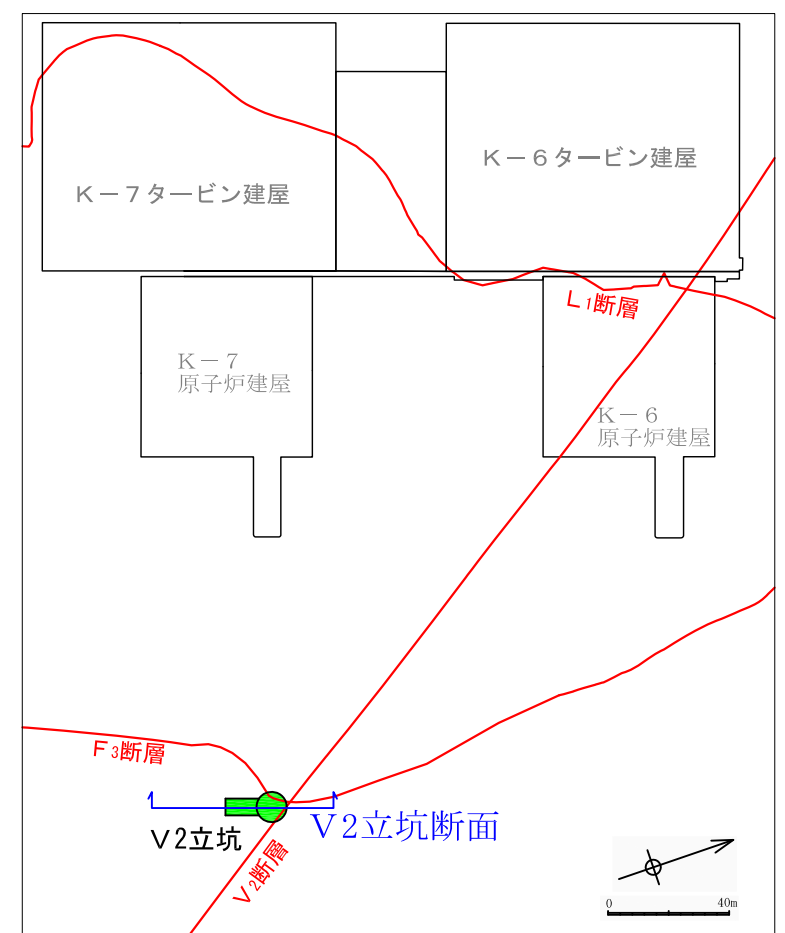 K－6タービン建屋
K－7タービン建屋
L1断層
K－7
原子炉建屋
K－6
原子炉建屋
F3断層
V2立坑断面
V2立坑
V2断層
0 40m